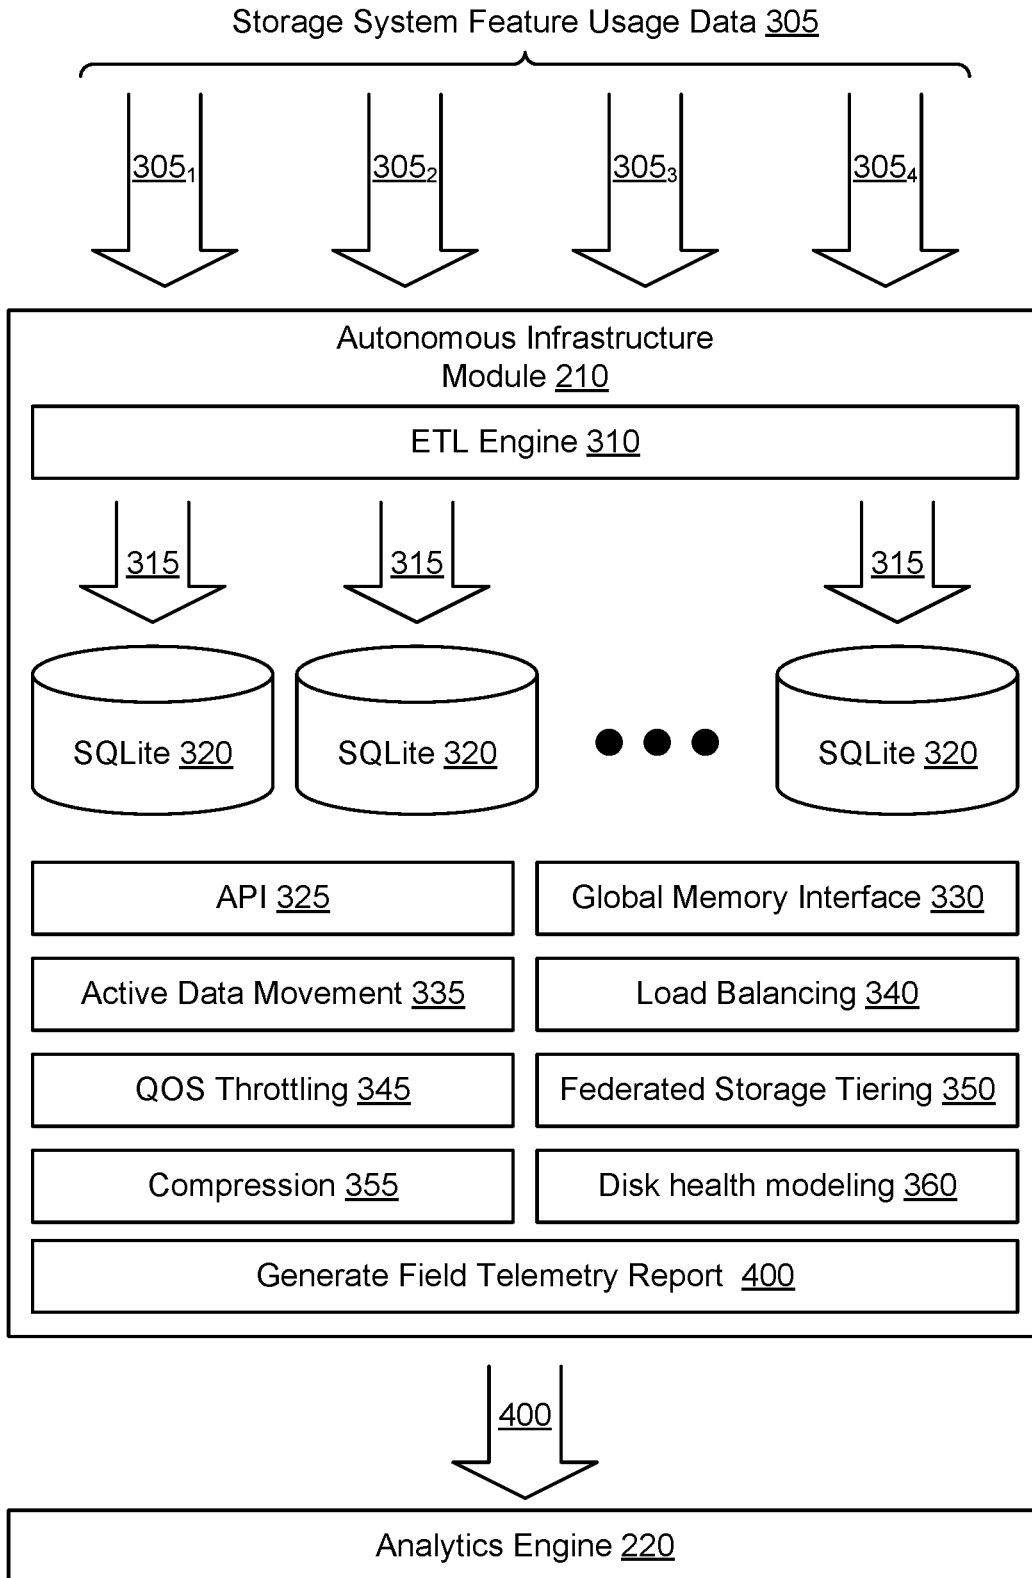 Storage System Feature Usage Data 305
305₁ 305₂ 305₃ 305₄
Autonomous Infrastructure
Module 210
ETL Engine 310
315 315 315
SQLite 320 SQLite 320 SQLite 320
API 325 Global Memory Interface 330
Active Data Movement 335 Load Balancing 340
QOS Throttling 345 Federated Storage Tiering 350
Compression 355 Disk health modeling 360
Generate Field Telemetry Report 400
400
Analytics Engine 220